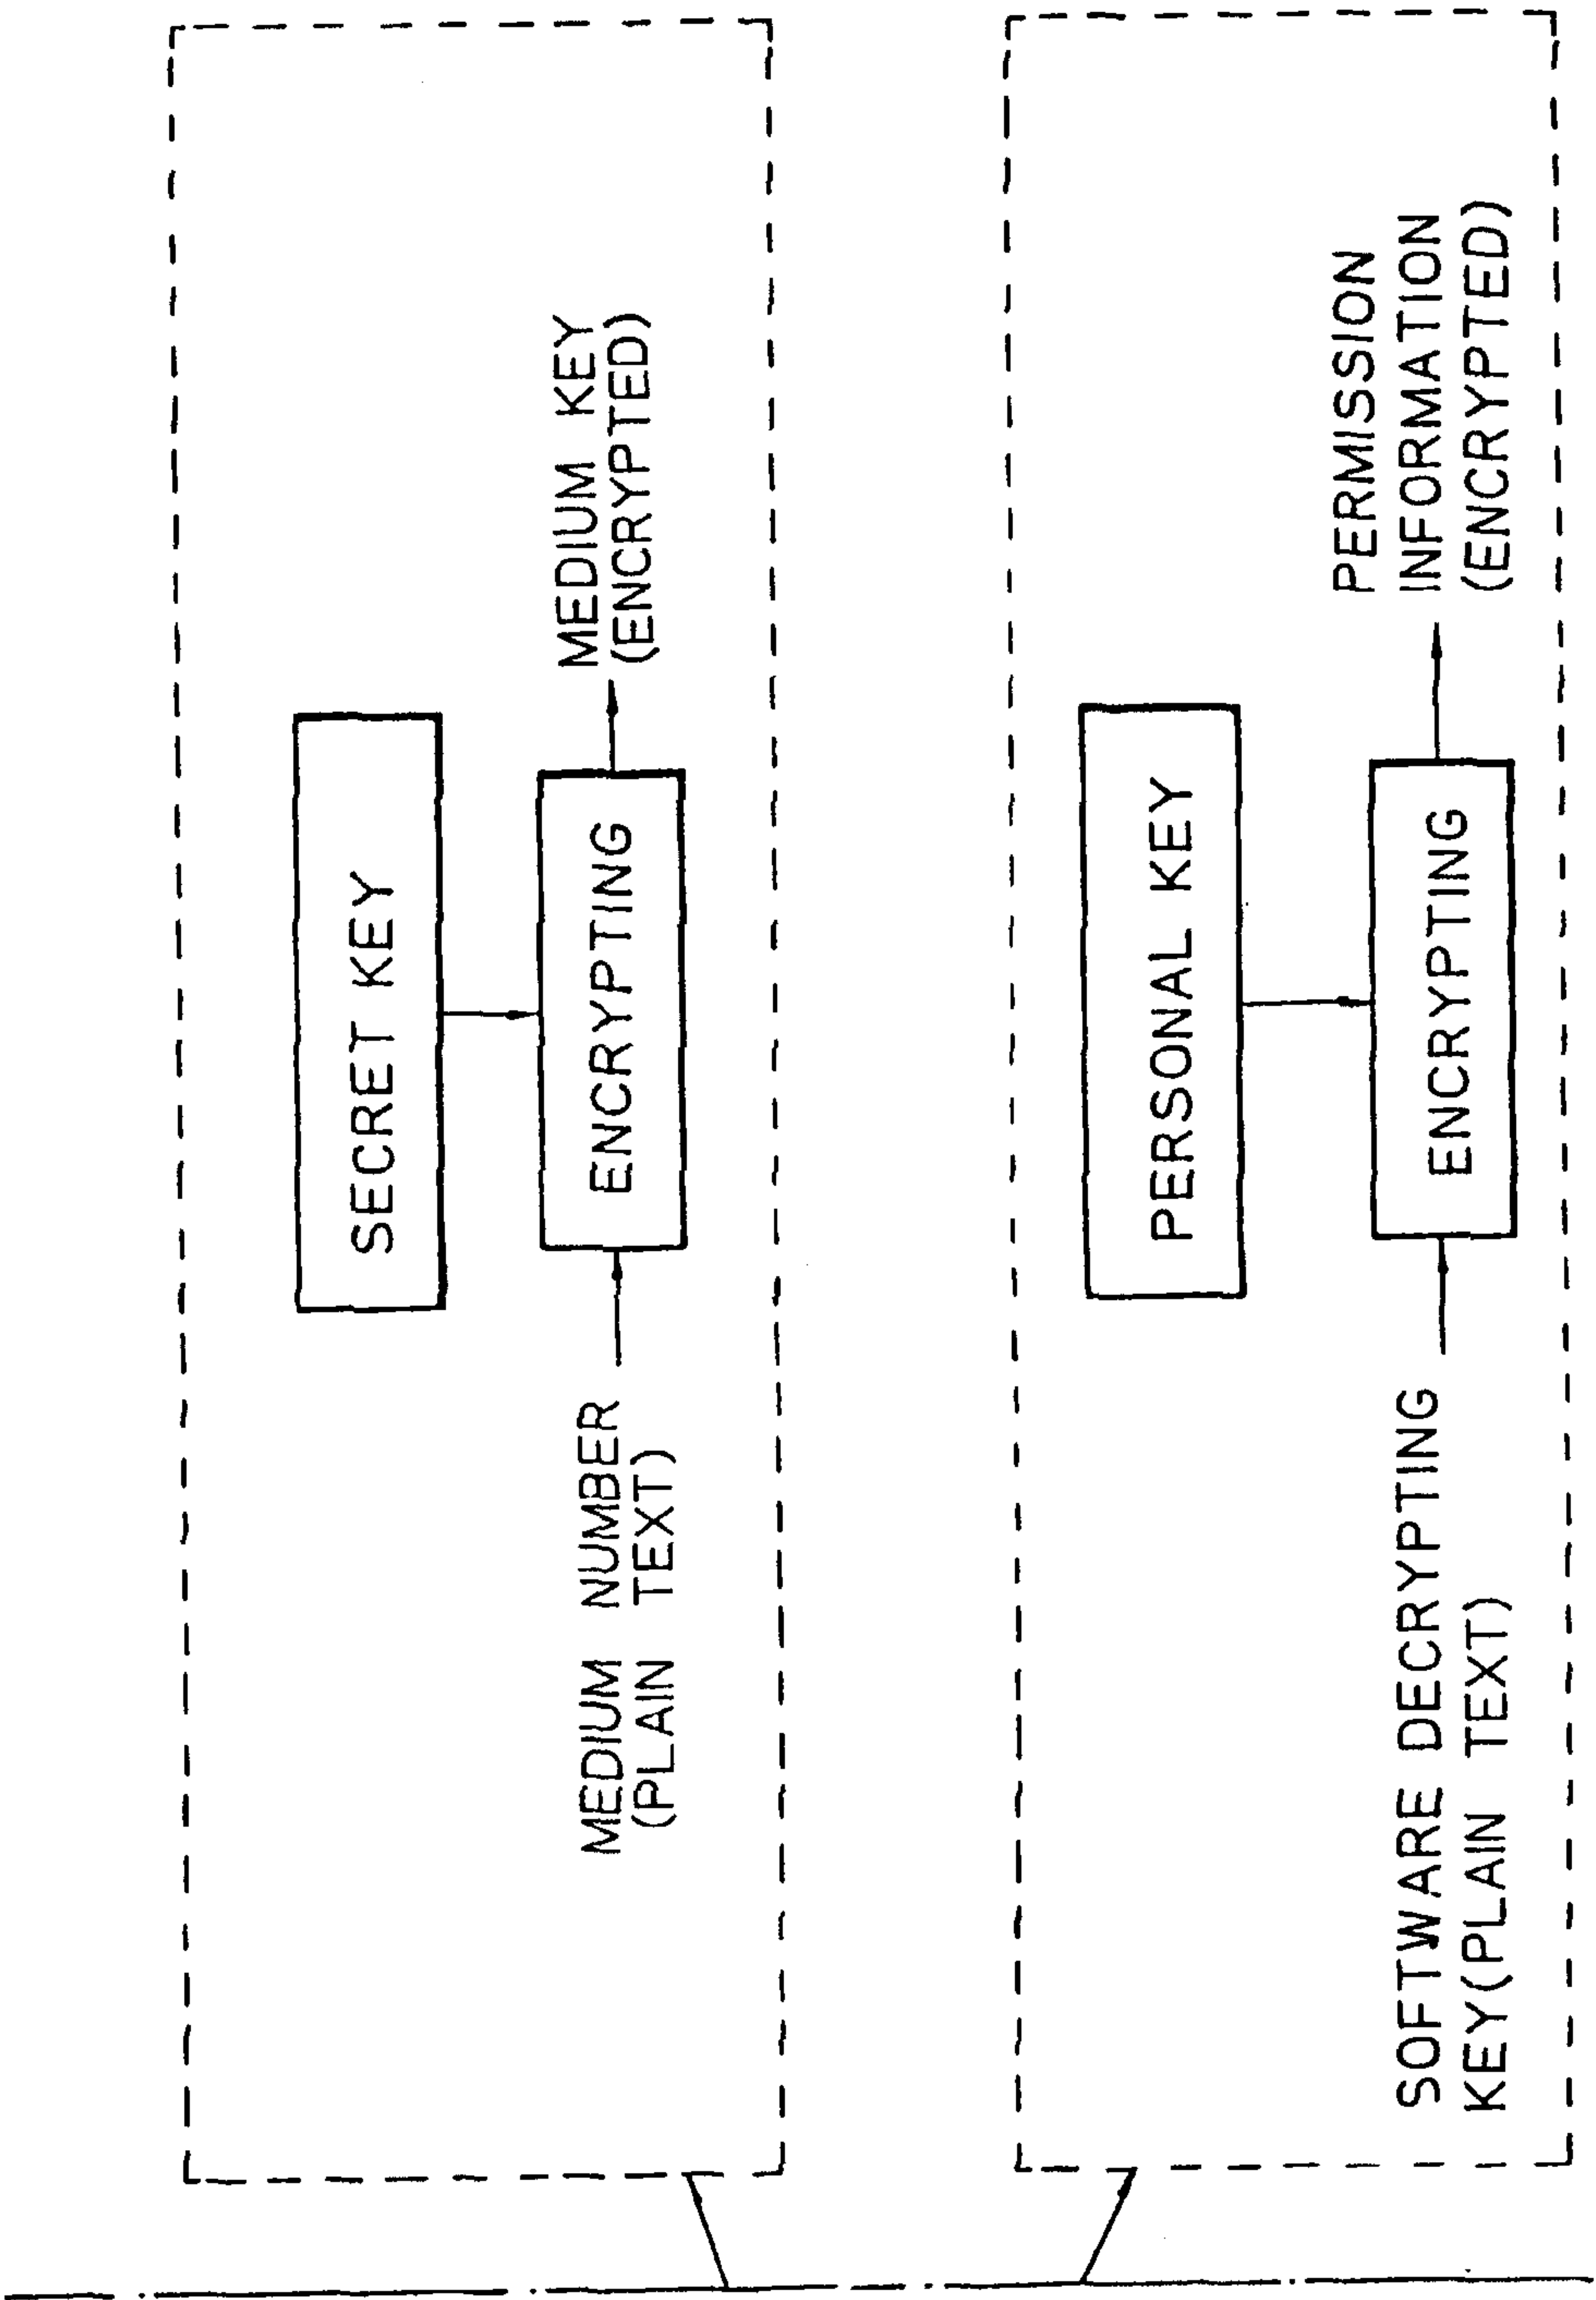 SECRET KEY
MEDIUM NUMBER
(PLAIN TEXT)
ENCRYPTING
MEDIUM KEY
(ENCRYPTED)
PERSONAL KEY
SOFTWARE DECRYPTING
KEY(PLAIN TEXT)
ENCRYPTING
PERMISSION
INFORMATION
(ENCRYPTED)